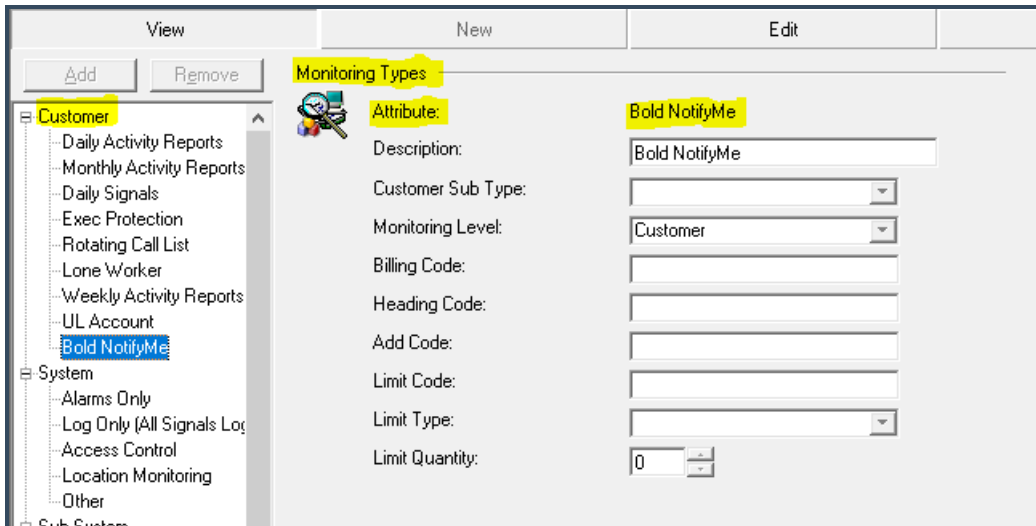 View New Edit
Add Remove
Monitoring Types
Customer
Daily Activity Reports
Monthly Activity Reports
Daily Signals
Exec Protection
Rotating Call List
Lone Worker
Weekly Activity Reports
UL Account
Bold NotifyMe
System
Alarms Only
Log Only (All Signals Log
Access Control
Location Monitoring
Other
Sub System
Attribute: Bold NotifyMe
Description: Bold NotifyMe
Customer Sub Type:
Monitoring Level: Customer
Billing Code:
Heading Code:
Add Code:
Limit Code:
Limit Type:
Limit Quantity: 0